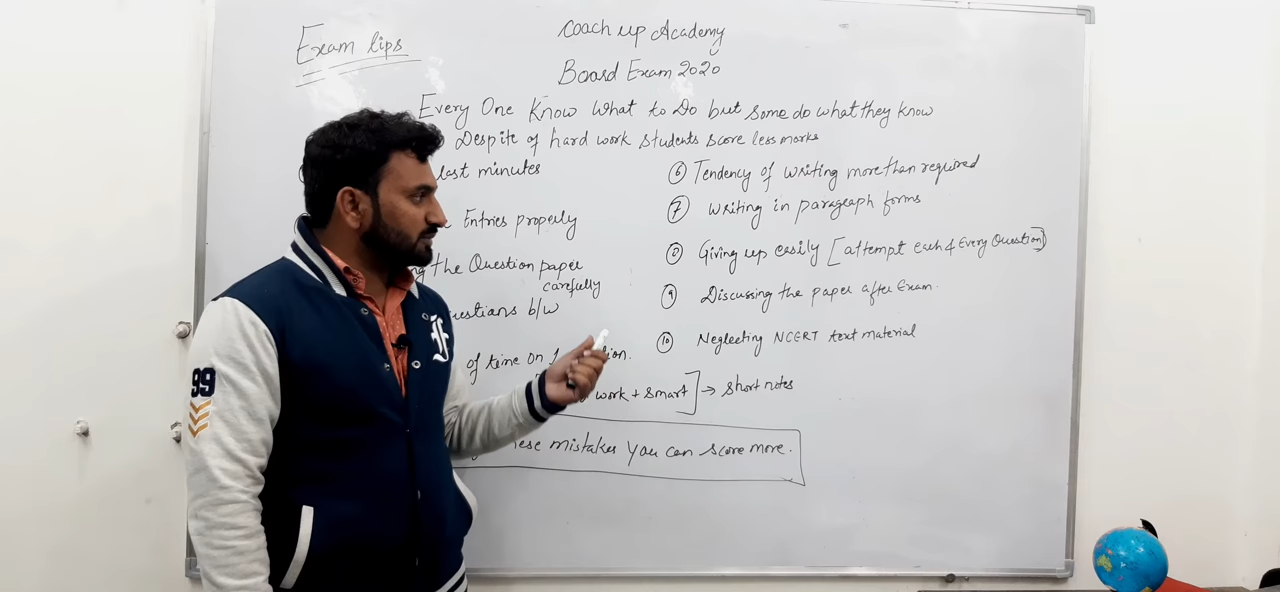 Exam tips
Coach up Academy
Board Exam 2020
Every One Know What to Do but some do what they know
Despite of hard work students score less marks
last minutes
Entries properly
the Question paper
carefully
b/w
of time on
work + smart] → short notes
mistakes you can score more.
⑥ Tendency of writing more than required
⑦ Writing in paragraph forms
⑧ Giving up easily [attempt each & Every Question]
⑨ Discussing the paper after Exam.
⑩ Neglecting NCERT text material
99
F